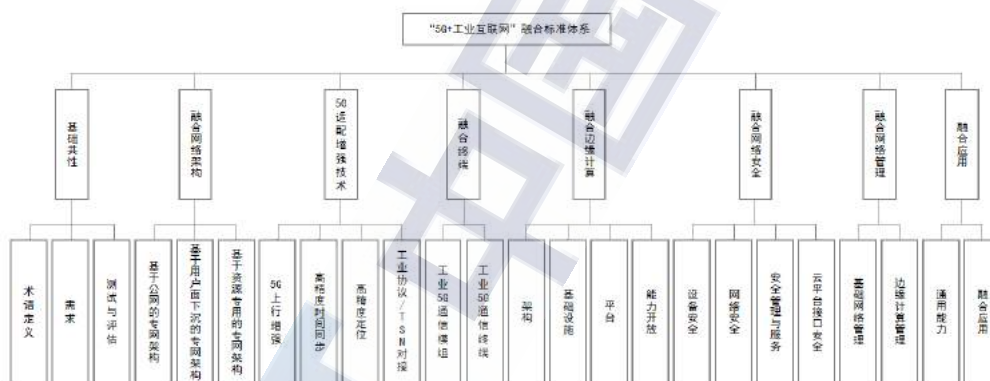 “5G+工业互联网”融合标准体系
基础共性
融合网络架构
5G适配增强技术
融合终端
融合边缘计算
融合网络安全
融合网络管理
融合应用
术语定义
需求
测试与评估
基于公网的专网架构
基于用户面下沉的专网架构
基于资源专用的专网架构
5G上行增强
高精度时间同步
高精度定位
工业协议/TSN对接
工业5G通信模组
工业5G通信终端
架构
基础设施
平台
能力开放
设备安全
网络安全
安全管理与服务
云平台接口安全
基础网络管理
边缘计算管理
通用能力
融合应用
中国